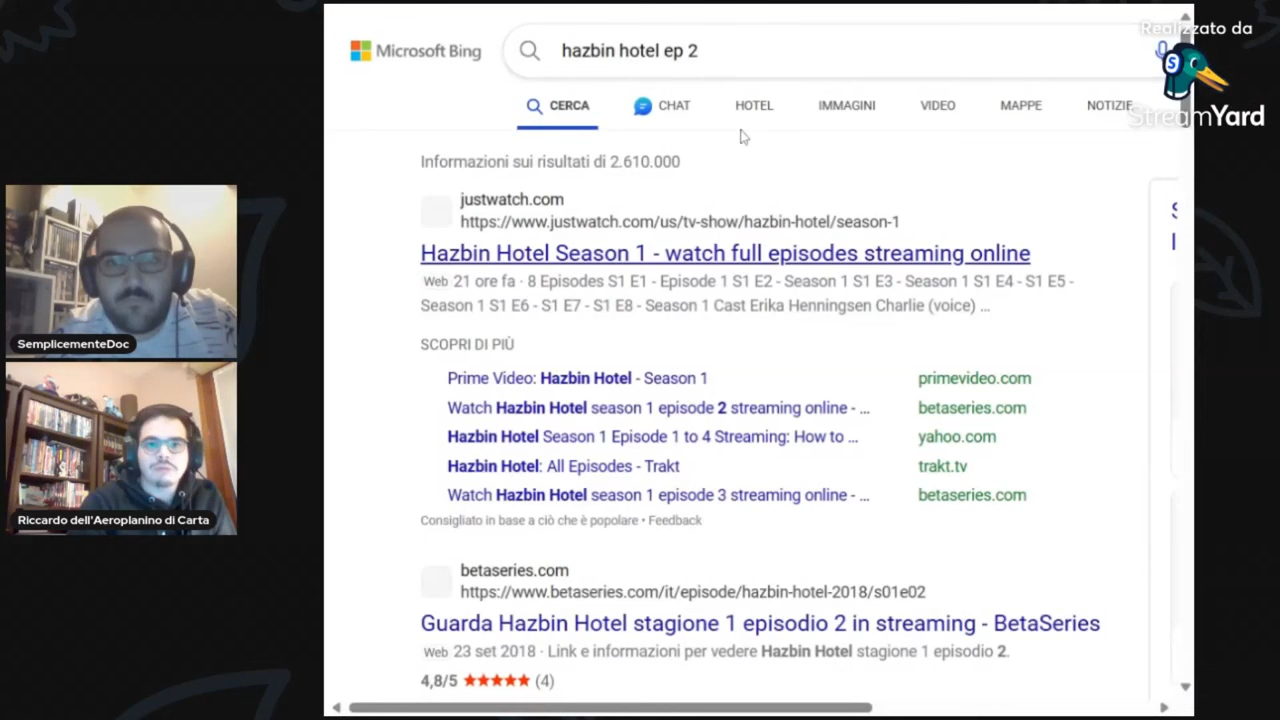 Microsoft Bing
hazbin hotel ep 2
Realizzato da
StreamYard
CERCA
CHAT
HOTEL
IMMAGINI
VIDEO
MAPPE
NOTIZIE
Informazioni sui risultati di 2.610.000
justwatch.com
https://www.justwatch.com/us/tv-show/hazbin-hotel/season-1
Hazbin Hotel Season 1 - watch full episodes streaming online
Web 21 ore fa · 8 Episodes S1 E1 - Episode 1 S1 E2 - Season 1 S1 E3 - Season 1 S1 E4 - S1 E5 -
Season 1 S1 E6 - S1 E7 - S1 E8 - Season 1 Cast Erika Henningsen Charlie (voice) ...
SCOPRI DI PIÙ
Prime Video: Hazbin Hotel - Season 1 primevideo.com
Watch Hazbin Hotel season 1 episode 2 streaming online - ... betaseries.com
Hazbin Hotel Season 1 Episode 1 to 4 Streaming: How to ... yahoo.com
Hazbin Hotel: All Episodes - Trakt trakt.tv
Watch Hazbin Hotel season 1 episode 3 streaming online - ... betaseries.com
Consigliato in base a ciò che è popolare • Feedback
betaseries.com
https://www.betaseries.com/it/episode/hazbin-hotel-2018/s01e02
Guarda Hazbin Hotel stagione 1 episodio 2 in streaming - BetaSeries
Web 23 set 2018 · Link e informazioni per vedere Hazbin Hotel stagione 1 episodio 2.
4,8/5 ★★★★★ (4)
SemplicementeDoc
Riccardo dell'Aeroplanino di Carta